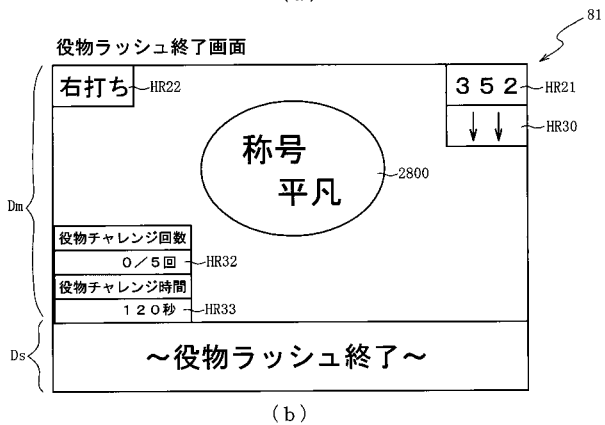 81
役物ラッシュ終了画面
右打ち
HR22
352
HR21
↓ ↓
HR30
称号
平凡
2800
Dm
役物チャレンジ回数
0/5回
HR32
役物チャレンジ時間
120秒
HR33
Ds
～役物ラッシュ終了～
(b)